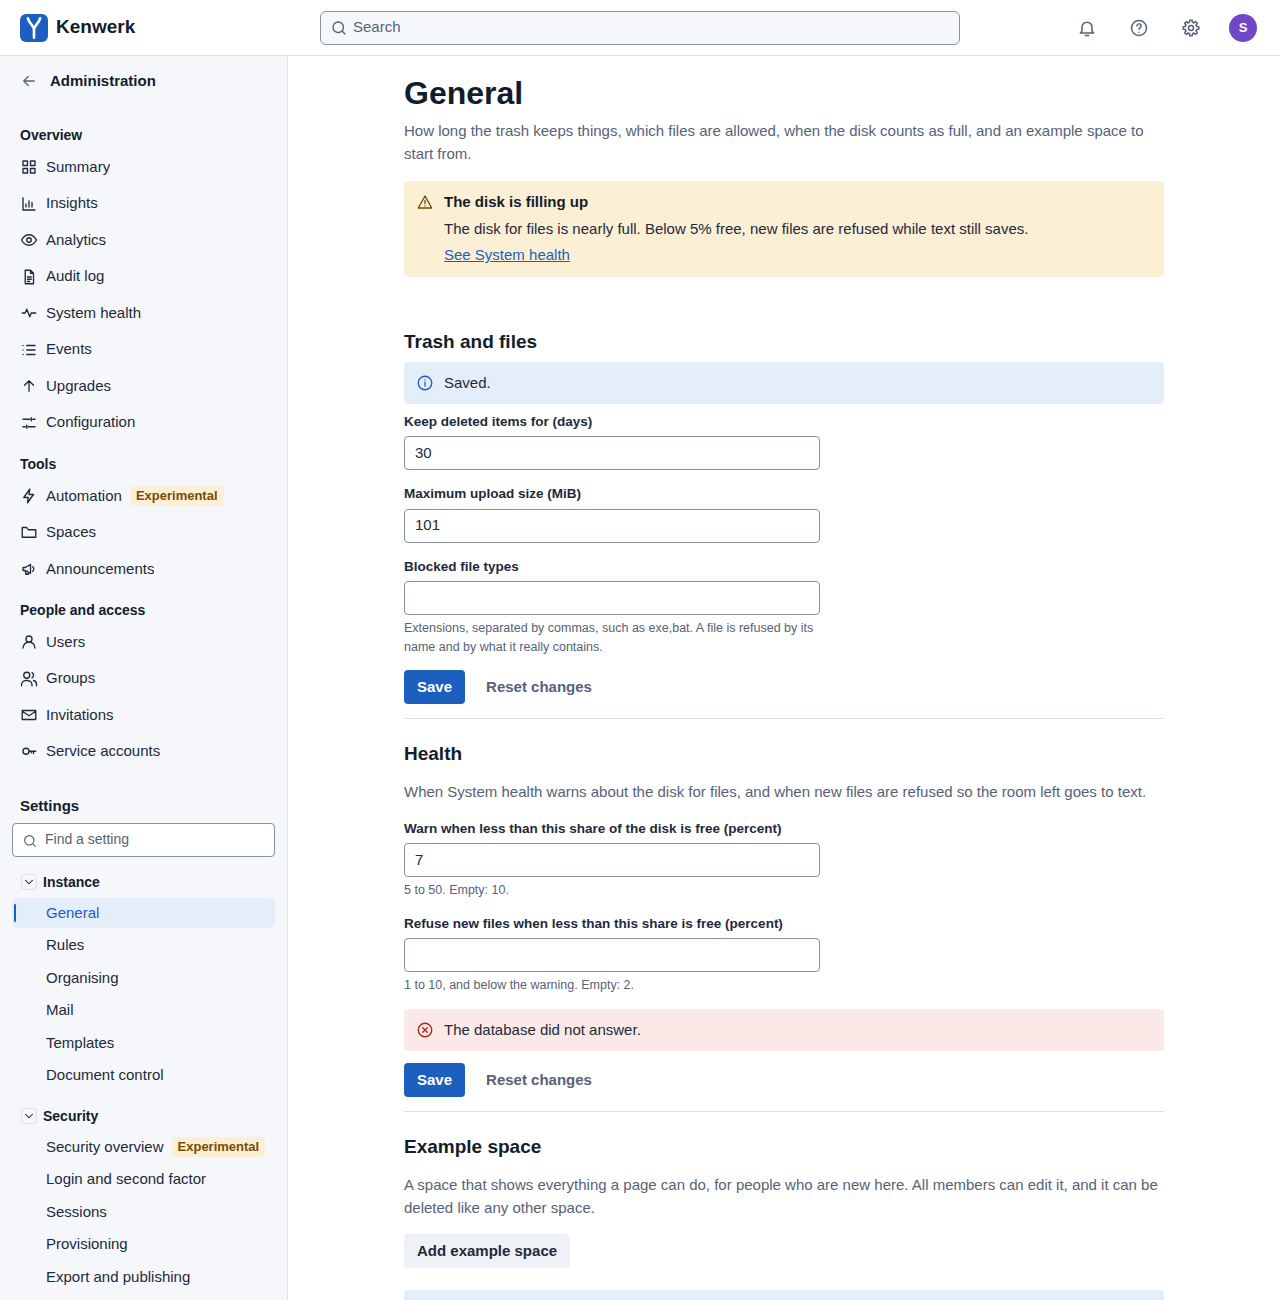 Kenwerk
Search
S
Administration
Overview
Summary
Insights
Analytics
Audit log
System health
Events
Upgrades
Configuration
Tools
Automation Experimental
Spaces
Announcements
People and access
Users
Groups
Invitations
Service accounts
Settings
Find a setting
Instance
General
Rules
Organising
Mail
Templates
Document control
Security
Security overview Experimental
Login and second factor
Sessions
Provisioning
Export and publishing
General
How long the trash keeps things, which files are allowed, when the disk counts as full, and an example space to
start from.
The disk is filling up
The disk for files is nearly full. Below 5% free, new files are refused while text still saves.
See System health
Trash and files
Saved.
Keep deleted items for (days)
30
Maximum upload size (MiB)
101
Blocked file types
Extensions, separated by commas, such as exe,bat. A file is refused by its
name and by what it really contains.
Save Reset changes
Health
When System health warns about the disk for files, and when new files are refused so the room left goes to text.
Warn when less than this share of the disk is free (percent)
7
5 to 50. Empty: 10.
Refuse new files when less than this share is free (percent)
1 to 10, and below the warning. Empty: 2.
The database did not answer.
Save Reset changes
Example space
A space that shows everything a page can do, for people who are new here. All members can edit it, and it can be
deleted like any other space.
Add example space